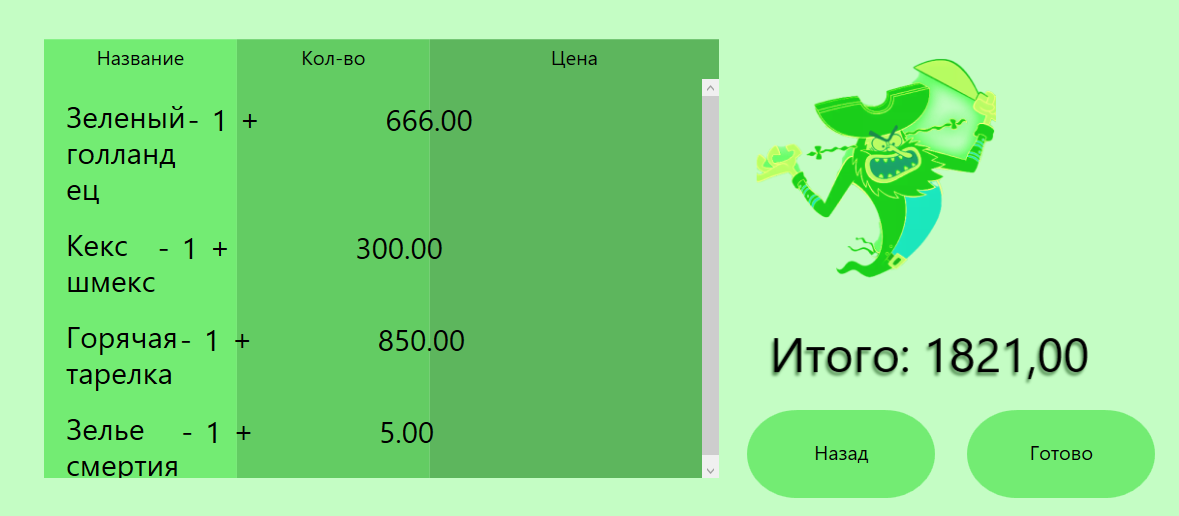 Название Кол-во Цена
Зеленый - 1 + 666.00
голланд
ец
Кекс - 1 + 300.00
шмекс
Горячая - 1 + 850.00
тарелка
Зелье - 1 + 5.00
смертия
Итого: 1821,00
Назад Готово